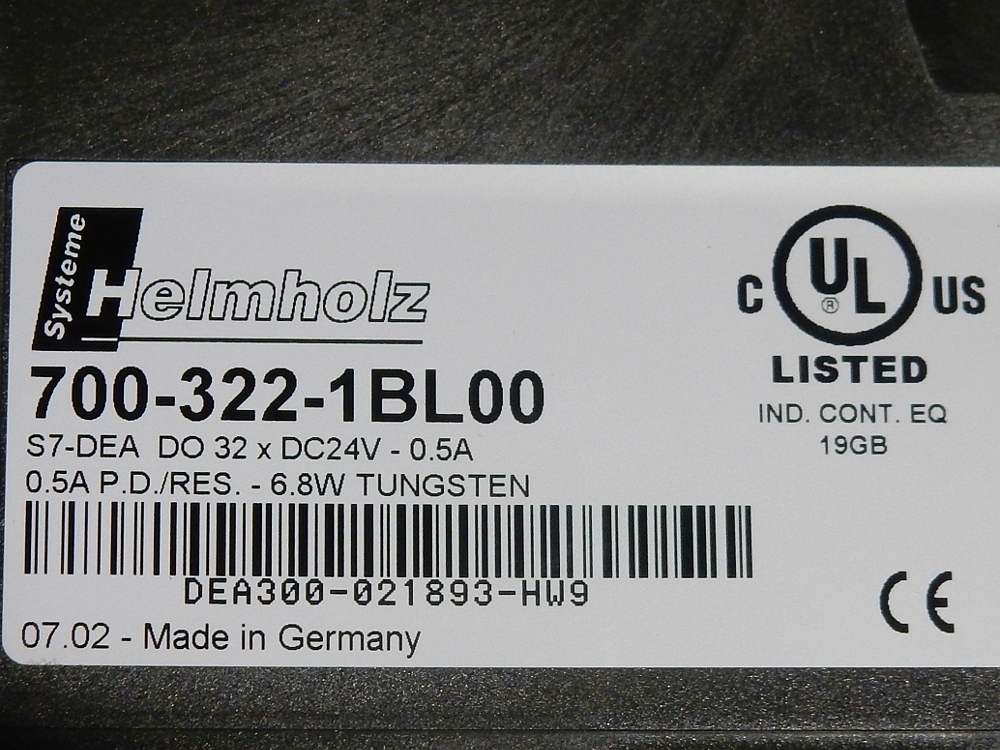 Systeme
Helmholz
700-322-1BL00
S7-DEA DO 32 x DC24V - 0.5A
0.5A P.D./RES. - 6.8W TUNGSTEN
DEA300-021893-HW9
07.02 - Made in Germany
C UL® US
LISTED
IND. CONT. EQ
19GB
CE